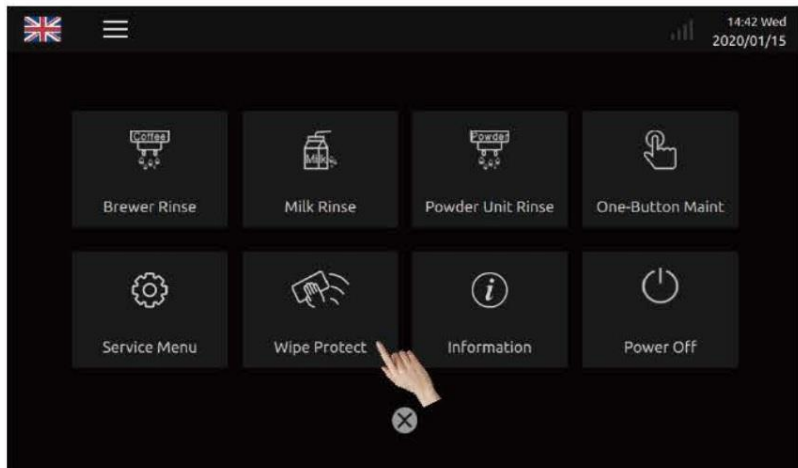 14:42 Wed
2020/01/15
Coffee
Milk
Powder
Brewer Rinse
Milk Rinse
Powder Unit Rinse
One-Button Maint
i
Service Menu
Wipe Protect
Information
Power Off